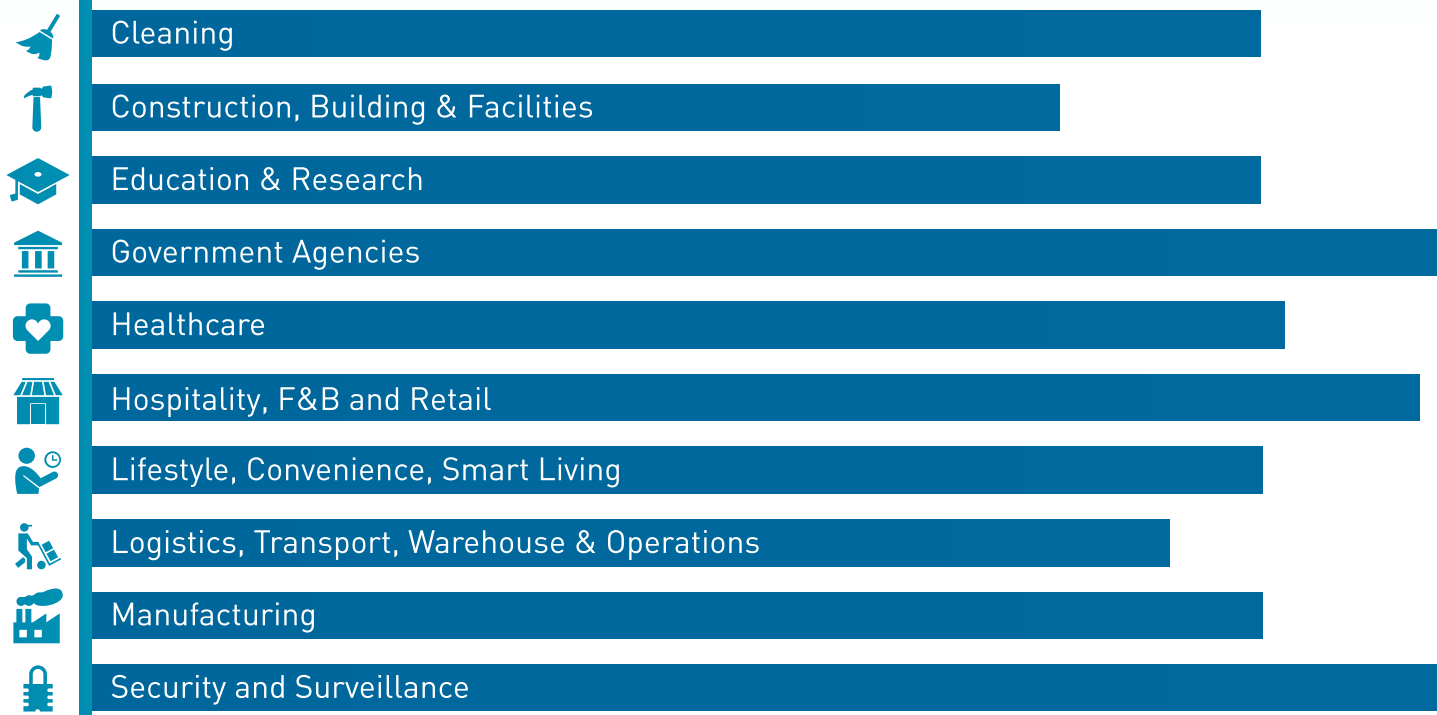 Cleaning
Construction, Building & Facilities
Education & Research
Government Agencies
Healthcare
Hospitality, F&B and Retail
Lifestyle, Convenience, Smart Living
Logistics, Transport, Warehouse & Operations
Manufacturing
Security and Surveillance